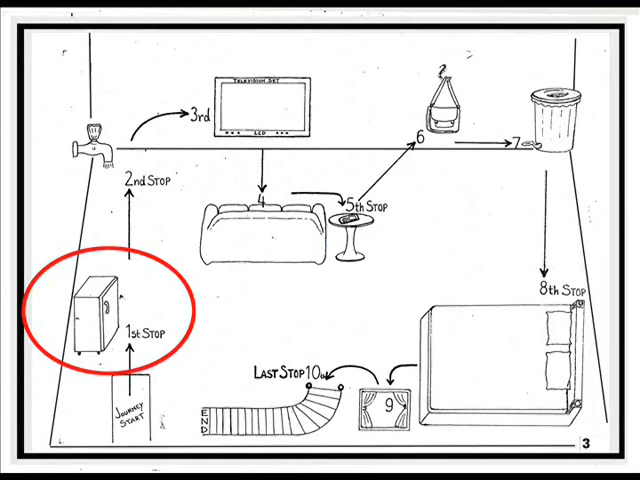 TELEVISION SET
LCD
3rd
6
7
2nd STOP
4
5th STOP
8th STOP
1st STOP
LAST STOP 10
9
JOURNEY
START
END
3